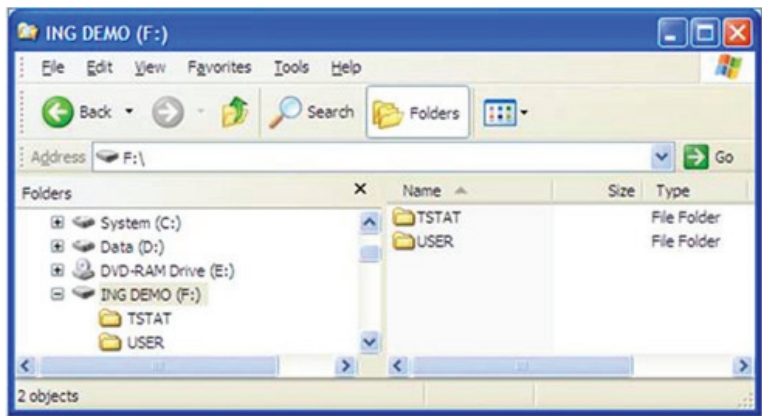 ING DEMO (F:)
File Edit View Favorites Tools Help
Back Search Folders
Address F:\ Go
Folders x Name Size Type
System (C:)
Data (D:)
DVD-RAM Drive (E:)
ING DEMO (F:)
TSTAT
USER
TSTAT File Folder
USER File Folder
2 objects